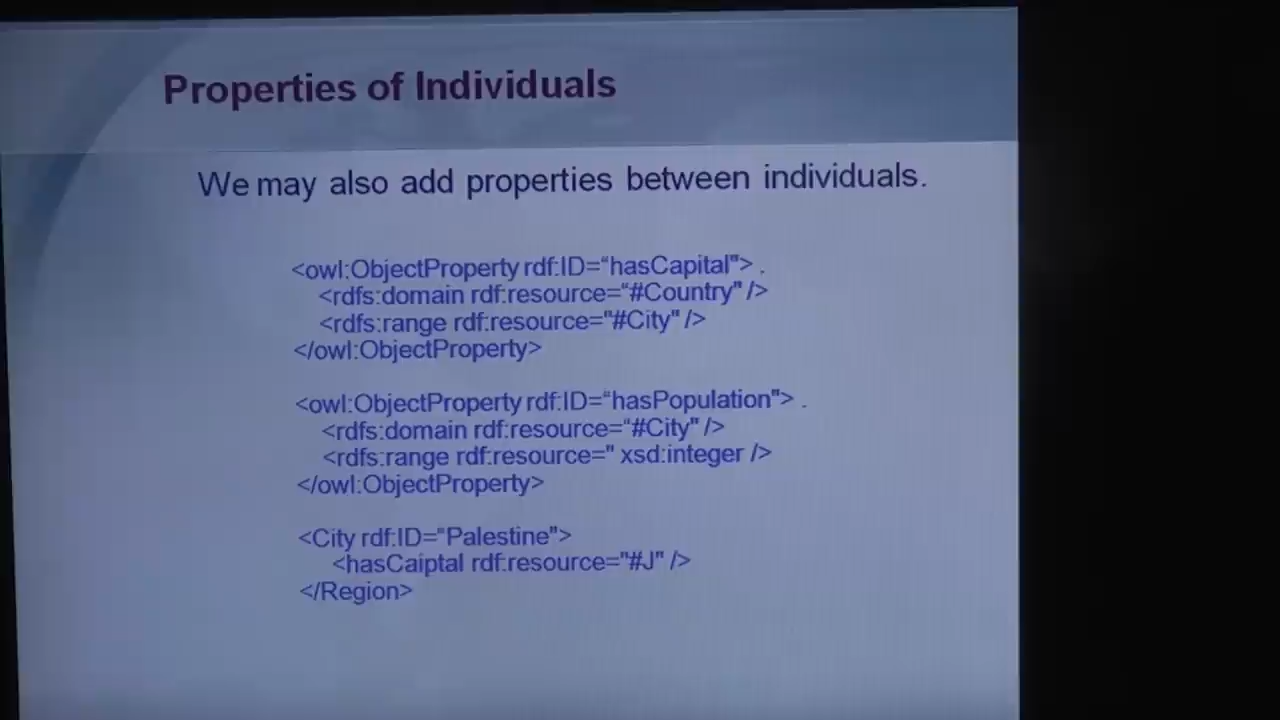 Properties of Individuals
We may also add properties between individuals.
<owl:ObjectProperty rdf:ID=“hasCapital"> .
<rdfs:domain rdf:resource=“#Country" />
<rdfs:range rdf:resource="#City" />
</owl:ObjectProperty>
<owl:ObjectProperty rdf:ID=“hasPopulation"> .
<rdfs:domain rdf:resource=“#City" />
<rdfs:range rdf:resource=" xsd:integer />
</owl:ObjectProperty>
<City rdf:ID=“Palestine">
<hasCaiptal rdf:resource="#J" />
</Region>